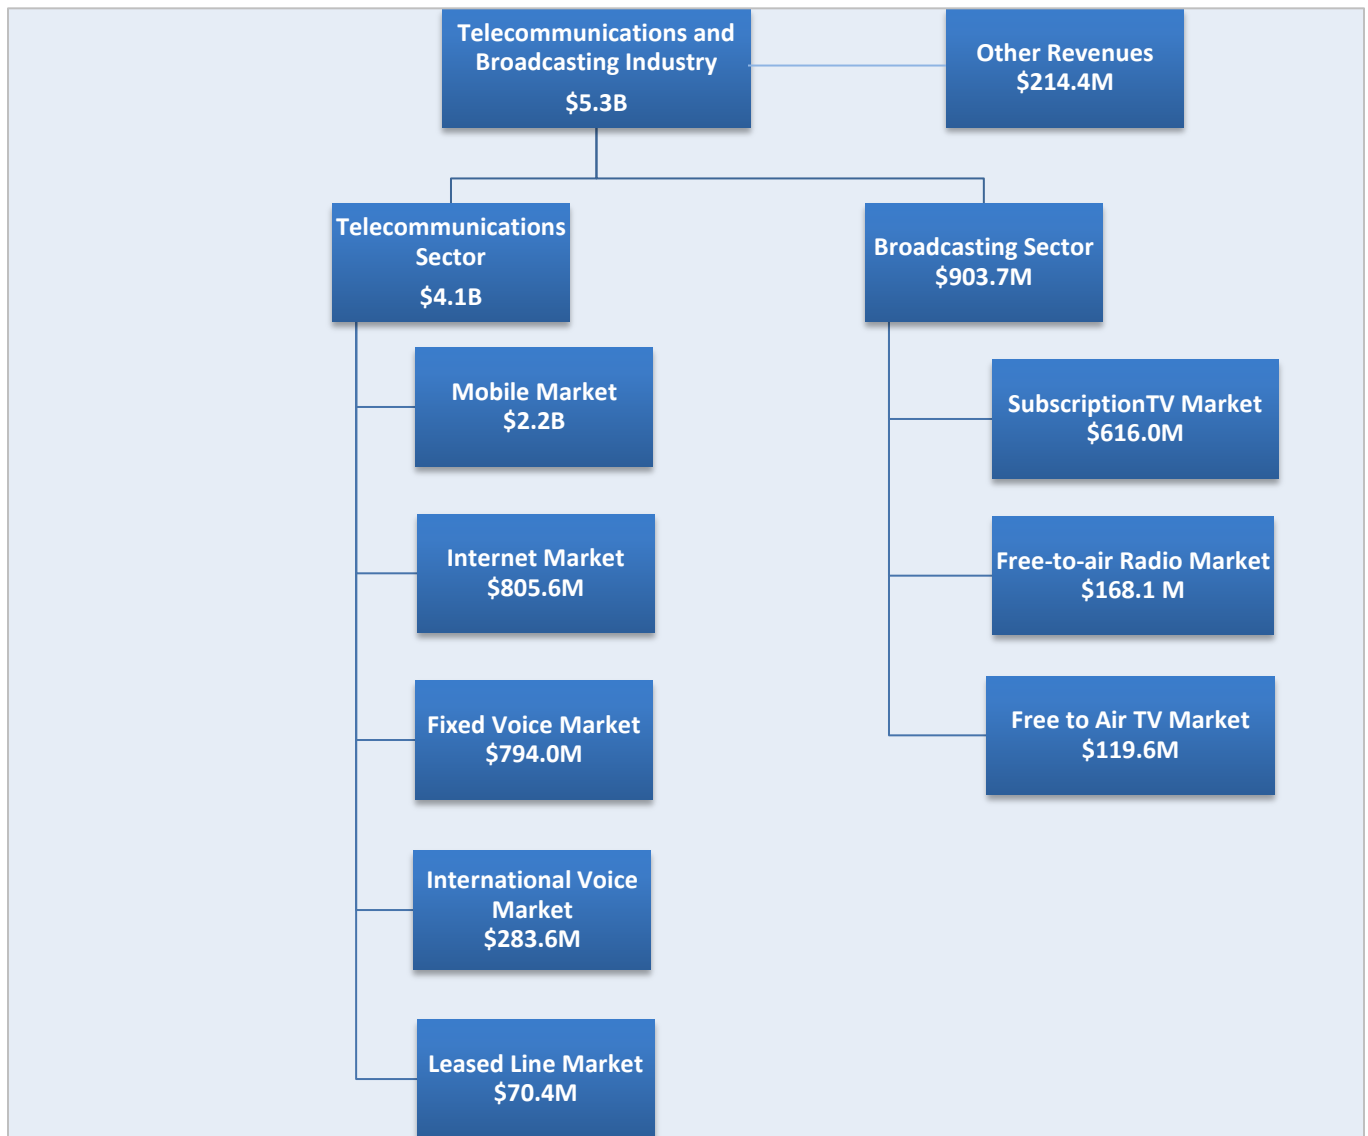 Telecommunications and
Broadcasting Industry
$5.3B
Other Revenues
$214.4M
Telecommunications
Sector
$4.1B
Broadcasting Sector
$903.7M
Mobile Market
$2.2B
Internet Market
$805.6M
Fixed Voice Market
$794.0M
International Voice
Market
$283.6M
Leased Line Market
$70.4M
SubscriptionTV Market
$616.0M
Free-to-air Radio Market
$168.1 M
Free to Air TV Market
$119.6M